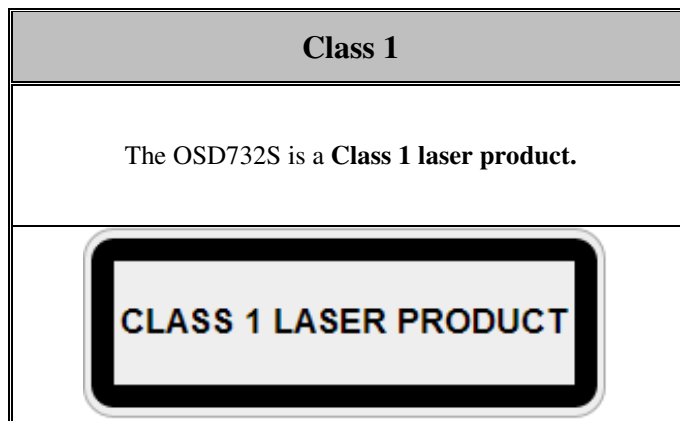 Class 1
The OSD732S is a Class 1 laser product.
CLASS 1 LASER PRODUCT